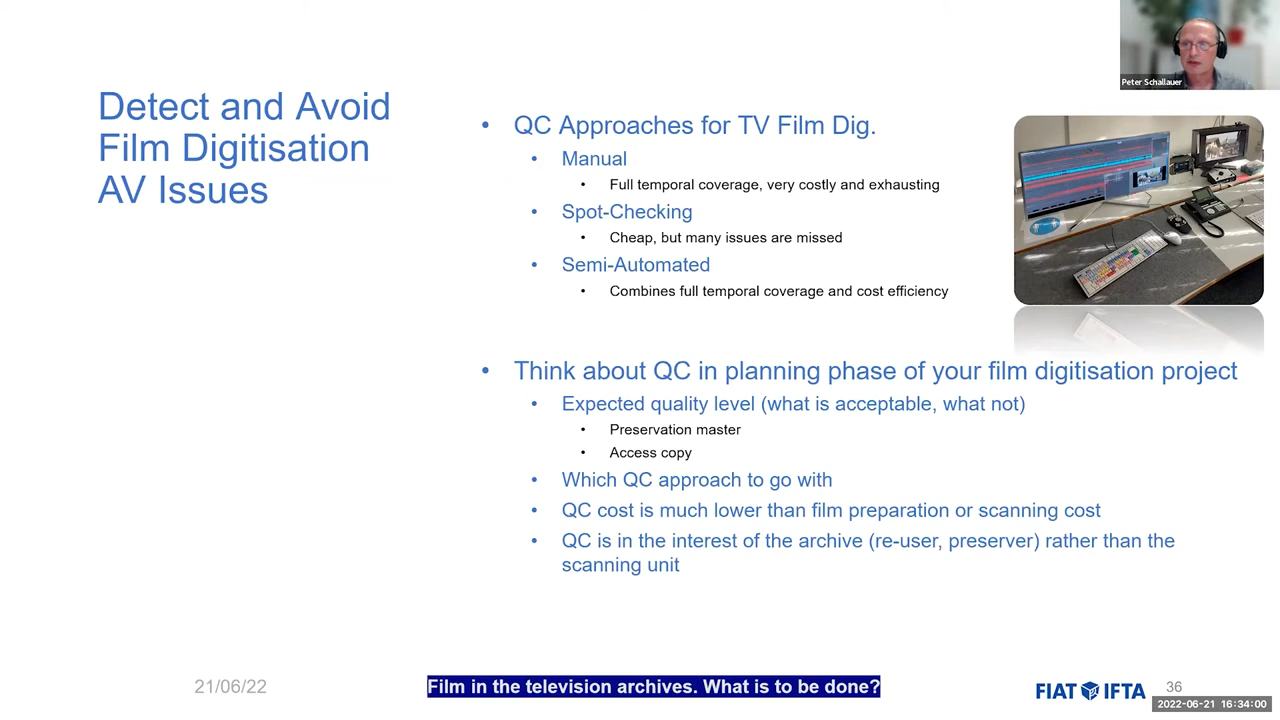 Peter Schallauer
Detect and Avoid
Film Digitisation
AV Issues
• QC Approaches for TV Film Dig.
• Manual
• Full temporal coverage, very costly and exhausting
• Spot-Checking
• Cheap, but many issues are missed
• Semi-Automated
• Combines full temporal coverage and cost efficiency
• Think about QC in planning phase of your film digitisation project
• Expected quality level (what is acceptable, what not)
• Preservation master
• Access copy
• Which QC approach to go with
• QC cost is much lower than film preparation or scanning cost
• QC is in the interest of the archive (re-user, preserver) rather than the
scanning unit
21/06/22
Film in the television archives. What is to be done?
FIAT IFTA
36
2022-06-21 16:34:00